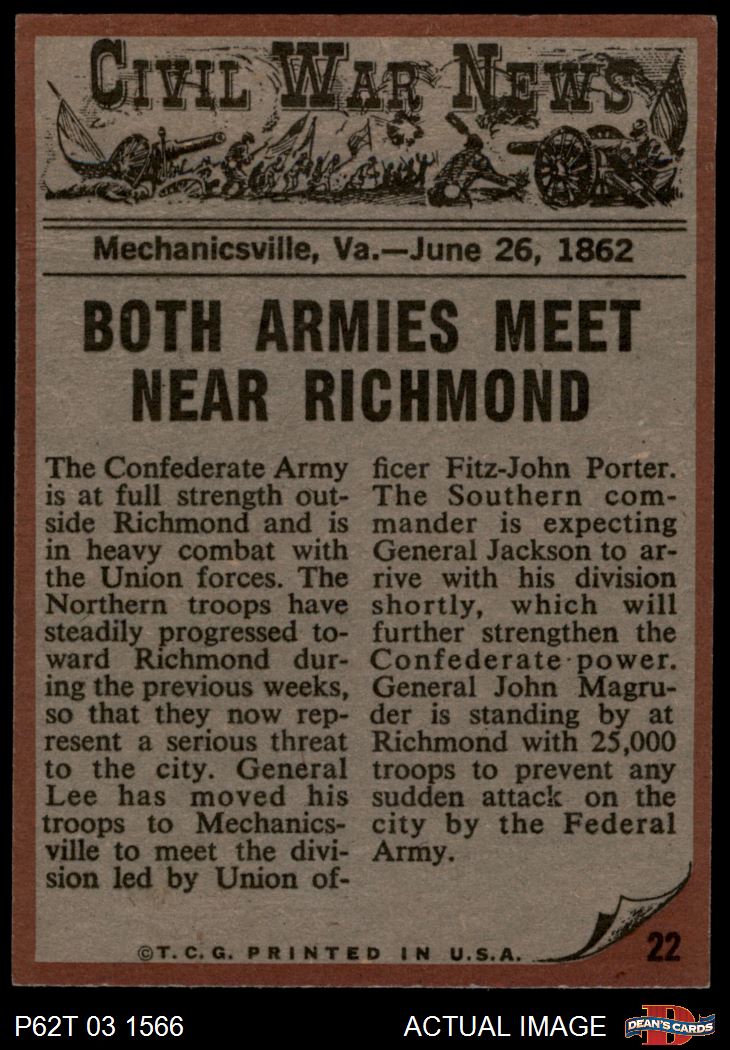 CIVIL WAR NEWS
Mechanicsville, Va.—June 26, 1862
BOTH ARMIES MEET
NEAR RICHMOND
The Confederate Army
is at full strength out-
side Richmond and is
in heavy combat with
the Union forces. The
Northern troops have
steadily progressed to-
ward Richmond dur-
ing the previous weeks,
so that they now rep-
resent a serious threat
to the city. General
Lee has moved his
troops to Mechanics-
ville to meet the divi-
sion led by Union of-
ficer Fitz-John Porter.
The Southern com-
mander is expecting
General Jackson to ar-
rive with his division
shortly, which will
further strengthen the
Confederate power.
General John Magru-
der is standing by at
Richmond with 25,000
troops to prevent any
sudden attack on the
city by the Federal
Army.
©T.C.G. PRINTED IN U.S.A.
22
P62T 03 1566
ACTUAL IMAGE
D
DEAN'S CARDS